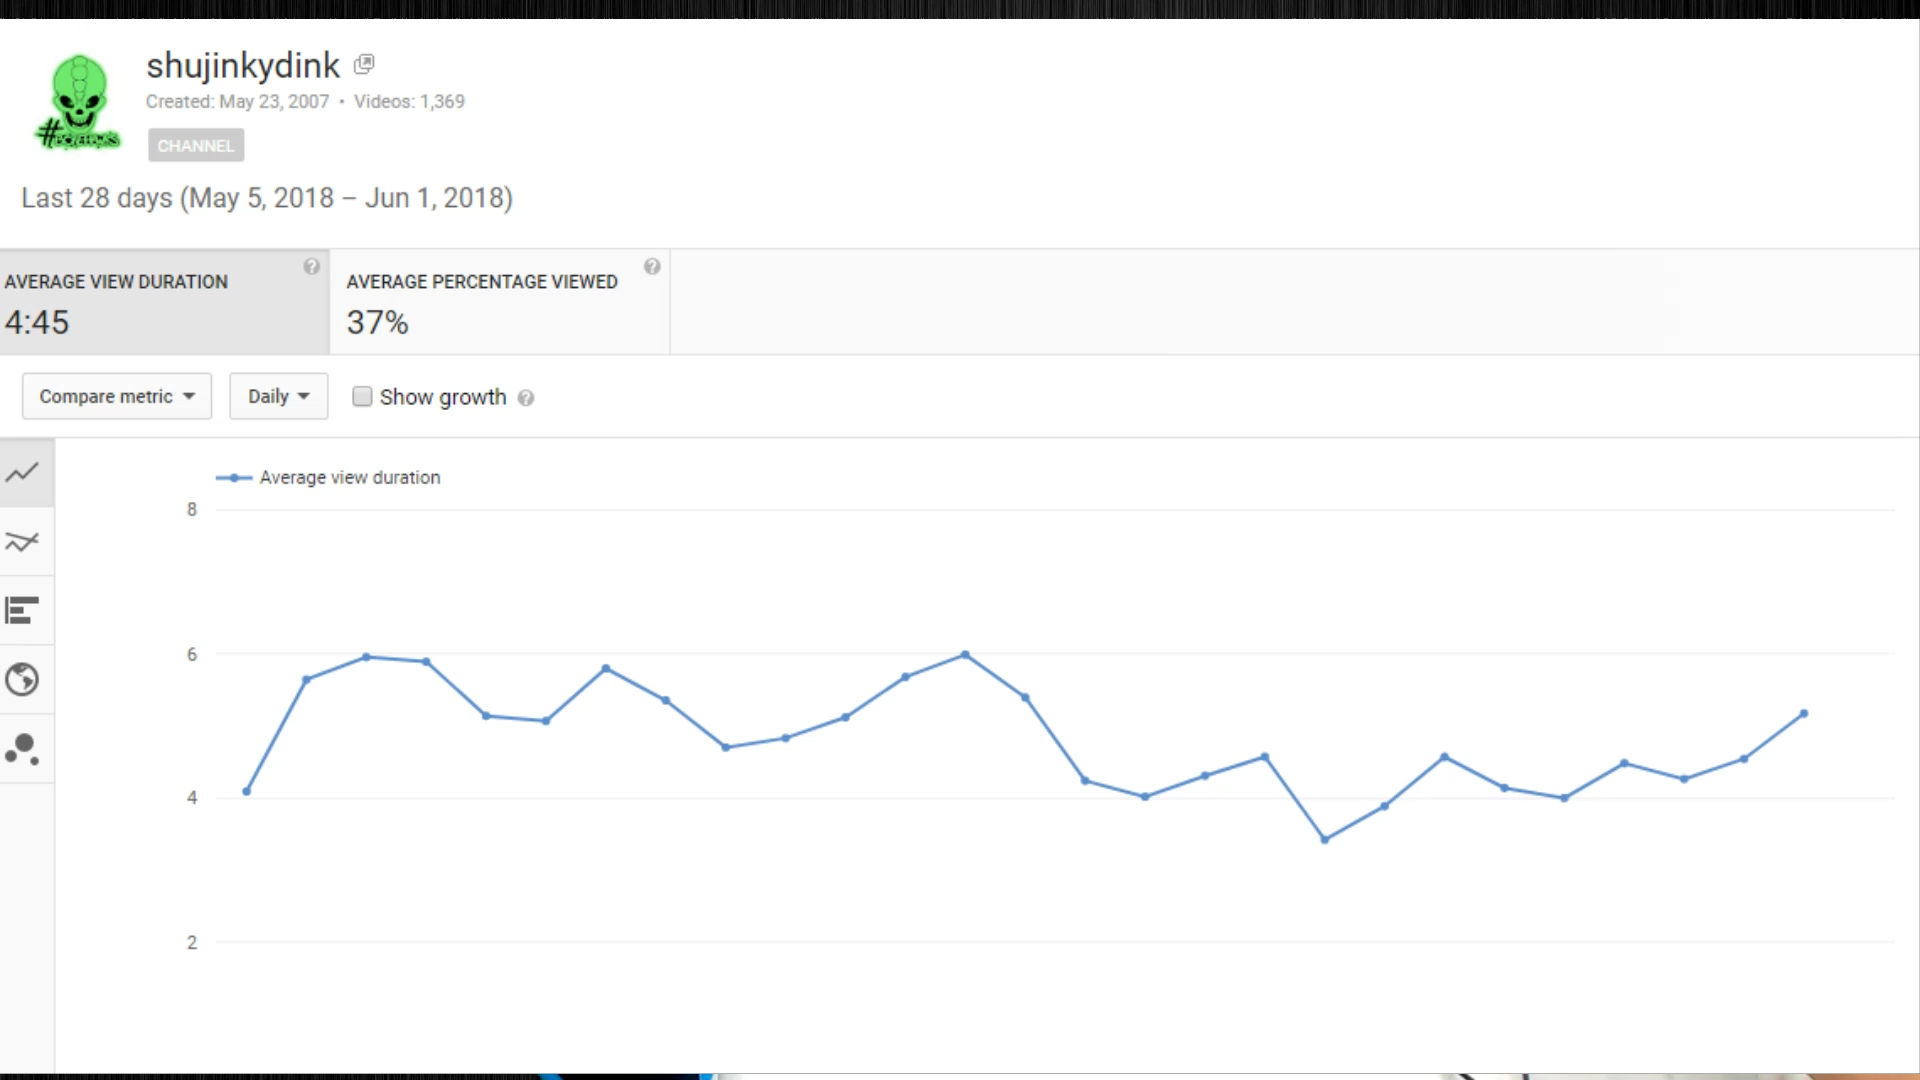 shujinkydink
Created: May 23, 2007 • Videos: 1,369
CHANNEL
Last 28 days (May 5, 2018 – Jun 1, 2018)
AVERAGE VIEW DURATION ?
4:45
AVERAGE PERCENTAGE VIEWED ?
37%
Compare metric
Daily
Show growth ?
Average view duration
8
6
4
2